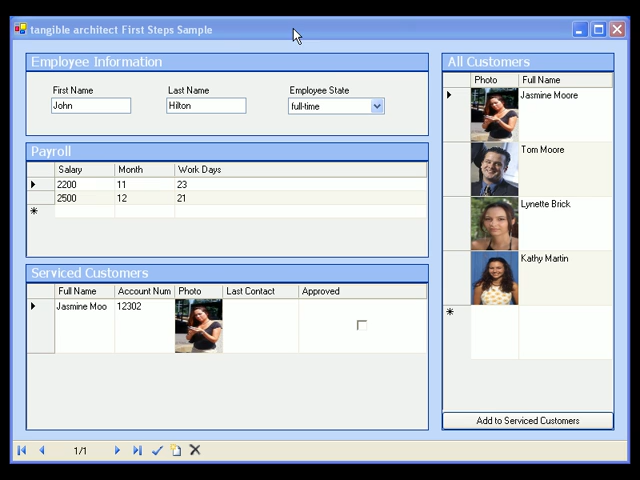 tangible architect First Steps Sample
Employee Information
First Name
Last Name
Employee State
John
Hilton
full-time
Payroll
Salary
Month
Work Days
2200
11
23
2500
12
21
Serviced Customers
Full Name
Account Num
Photo
Last Contact
Approved
Jasmine Moo
12302
All Customers
Photo
Full Name
Jasmine Moore
Tom Moore
Lynette Brick
Kathy Martin
Add to Serviced Customers
1/1